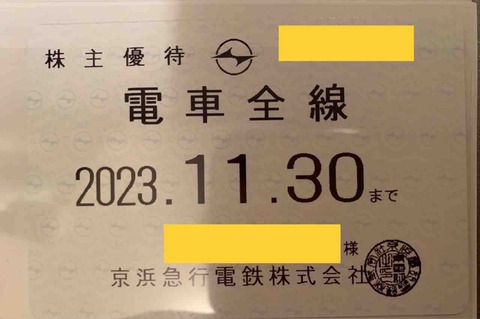 株主優待
電車全線
2023.11.30まで
様
京浜急行電鉄株式会社